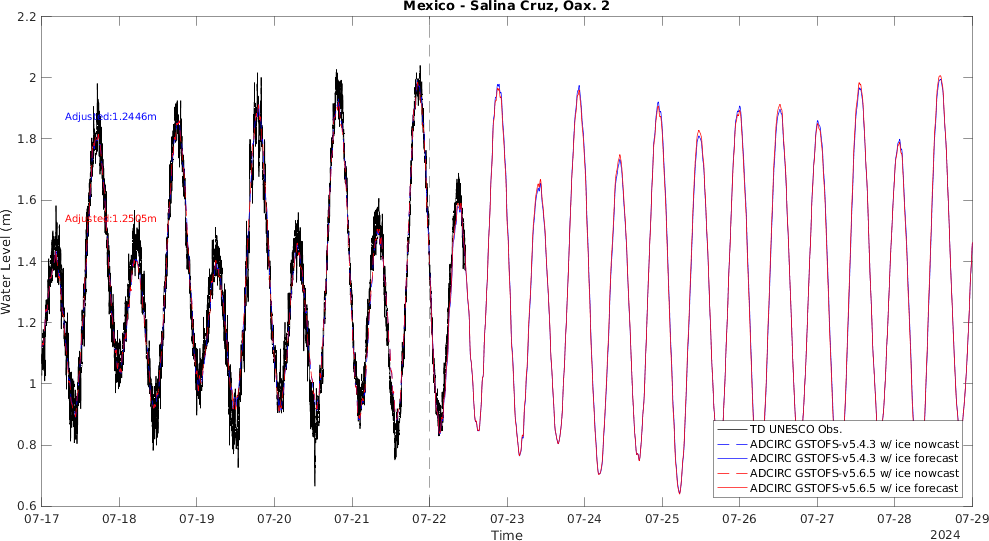 Mexico - Salina Cruz, Oax. 2
2.2
2
1.8
1.6
1.4
1.2
1
0.8
0.6
Water Level (m)
Adjusted:1.2446m
Adjusted:1.2505m
TD UNESCO Obs.
ADCIRC GSTOFS-v5.4.3 w/ ice nowcast
ADCIRC GSTOFS-v5.4.3 w/ ice forecast
ADCIRC GSTOFS-v5.6.5 w/ ice nowcast
ADCIRC GSTOFS-v5.6.5 w/ ice forecast
07-17 07-18 07-19 07-20 07-21 07-22 07-23 07-24 07-25 07-26 07-27 07-28 07-29
Time
2024